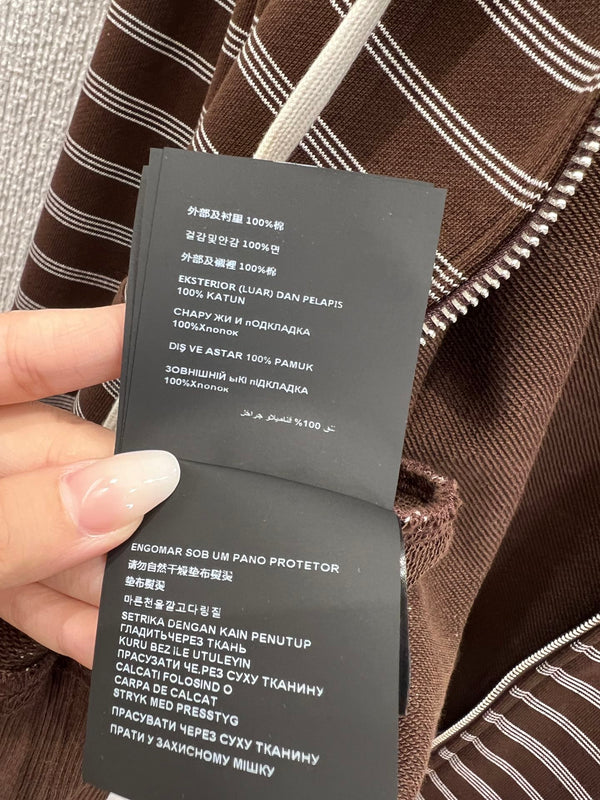 外部及衬里 100%棉
겉감및안감 100%면
外部及襯裡 100%棉
EKSTERIOR (LUAR) DAN PELAPIS
100% KATUN
СНАРУ ЖИ И пОДКЛАДКА
100%Хлопок
DIŞ VE ASTAR 100% PAMUK
ЗОВНІШНІЙ ЫКІ пІДКЛАДКА
100%Хлопок
100%
ENGOMAR SOB UM PANO PROTETOR
请勿自然干燥垫布熨烫
垫布熨烫
마른천을깔고다림질
SETRIKA DENGAN KAIN PENUTUP
ГЛАДИТЬЧЕРЕЗ ТКАНЬ
KURU BEZ ILE UTULEYIN
ПРАСУЗАТИ ЧЕ,РЕЗ СУХУ ТКАНИНУ
CALCATI FOLOSIND O
CARPA DE CALCAT
STRYK MED PRESSTYG
ПРАСУВАТИ ЧЕРЕЗ СУХУ ТКАНИНУ
ПРАТИ У ЗАХИСНОМУ МІШКУ